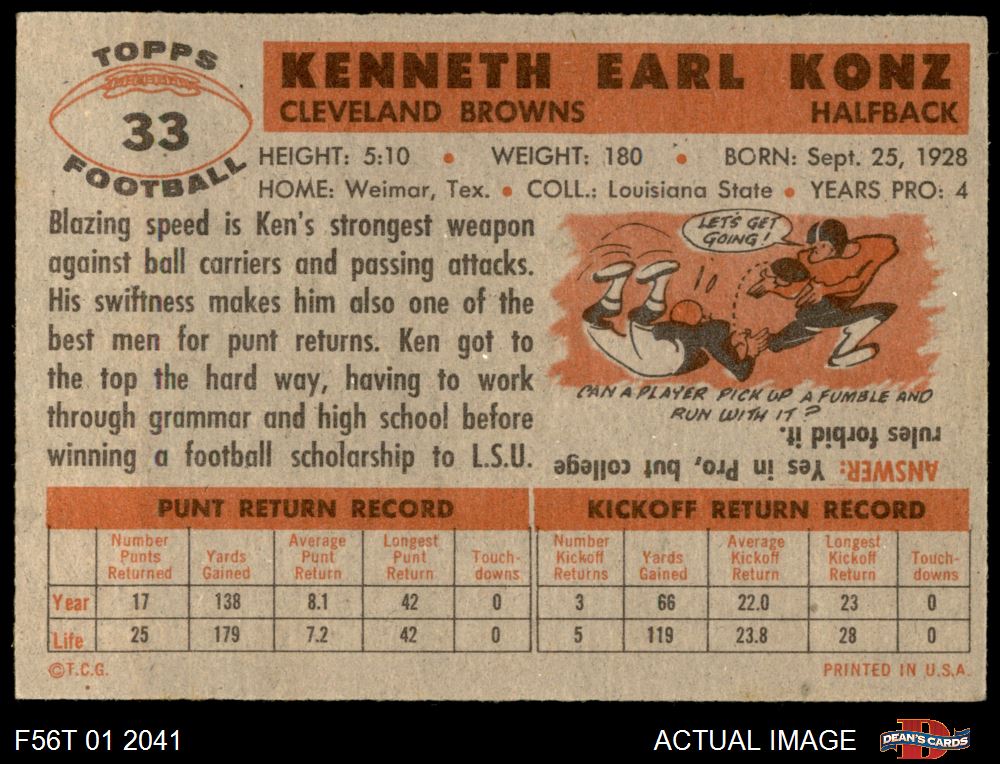 TOPPS
33
FOOTBALL
KENNETH EARL KONZ
CLEVELAND BROWNS HALFBACK
HEIGHT: 5:10 • WEIGHT: 180 • BORN: Sept. 25, 1928
HOME: Weimar, Tex. • COLL.: Louisiana State • YEARS PRO: 4
Blazing speed is Ken's strongest weapon
against ball carriers and passing attacks.
His swiftness makes him also one of the
best men for punt returns. Ken got to
the top the hard way, having to work
through grammar and high school before
winning a football scholarship to L.S.U.
LET'S GET
GOING!
CAN A PLAYER PICK UP A FUMBLE AND
RUN WITH IT?
ANSWER: Yes in Pro, but college
rules forbid it.
PUNT RETURN RECORD
Number Punts Returned Yards Gained Average Punt Return Longest Punt Return Touch-downs
Year 17 138 8.1 42 0
Life 25 179 7.2 42 0
KICKOFF RETURN RECORD
Number Kickoff Returns Yards Gained Average Kickoff Return Longest Kickoff Return Touch-downs
3 66 22.0 23 0
5 119 23.8 28 0
©T.C.G. PRINTED IN U.S.A.
F56T 01 2041 ACTUAL IMAGE
D
DEAN'S CARDS